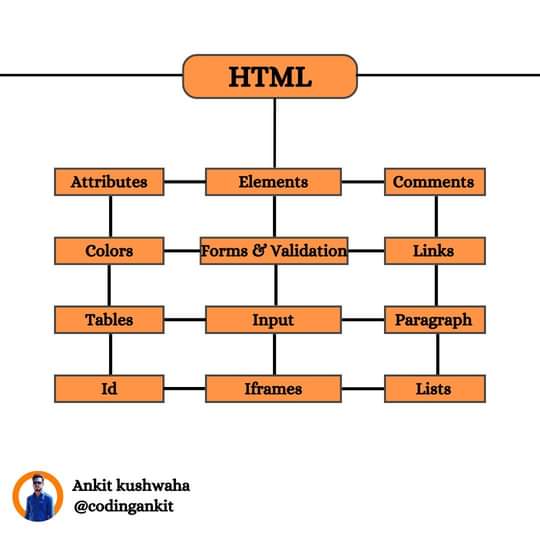 HTML
Attributes
Elements
Comments
Colors
Forms & Validation
Links
Tables
Input
Paragraph
Id
Iframes
Lists
Ankit kushwaha
@codingankit